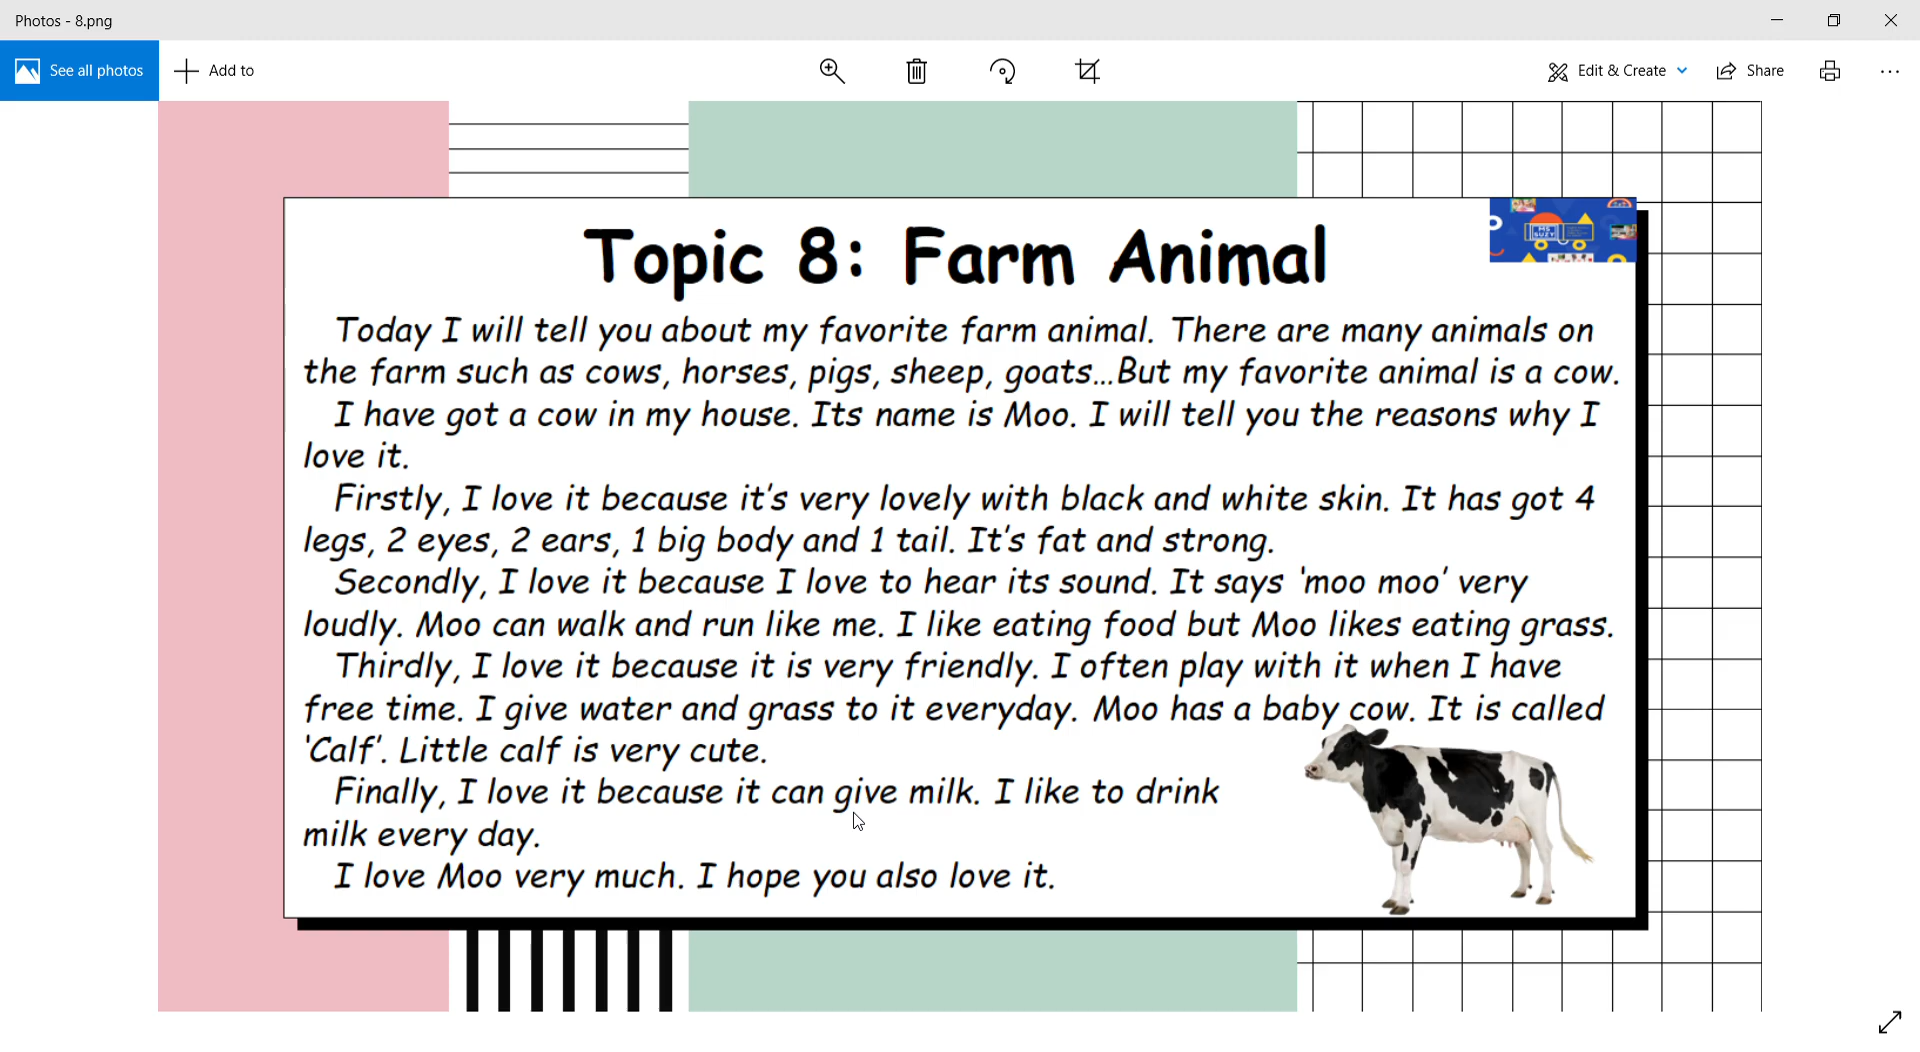 Photos - 8.png
See all photos
Add to
Edit & Create
Share
MS
SUZY
Topic 8: Farm Animal
Today I will tell you about my favorite farm animal. There are many animals on
the farm such as cows, horses, pigs, sheep, goats...But my favorite animal is a cow.
I have got a cow in my house. Its name is Moo. I will tell you the reasons why I
love it.
Firstly, I love it because it's very lovely with black and white skin. It has got 4
legs, 2 eyes, 2 ears, 1 big body and 1 tail. It's fat and strong.
Secondly, I love it because I love to hear its sound. It says 'moo moo' very
loudly. Moo can walk and run like me. I like eating food but Moo likes eating grass.
Thirdly, I love it because it is very friendly. I often play with it when I have
free time. I give water and grass to it everyday. Moo has a baby cow. It is called
'Calf'. Little calf is very cute.
Finally, I love it because it can give milk. I like to drink
milk every day.
I love Moo very much. I hope you also love it.